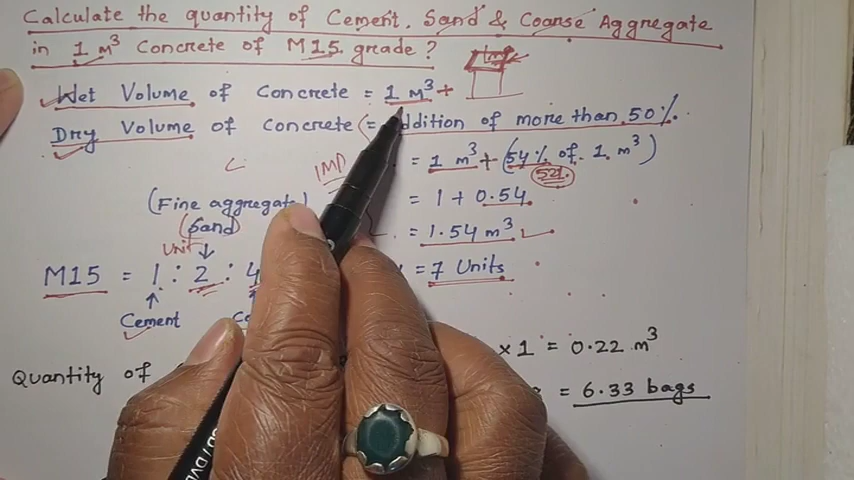 Calculate the quantity of Cement, Sand & Coarse Aggregate
in 1 m³ Concrete of M15 grade?
Wet Volume of Concrete = 1 m³ +
Dry Volume of Concrete = Addition of more than 50%
IMP = 1 m³ + (54% of 1 m³)
52%
(Fine aggregate) = 1 + 0.54
(Sand) = 1.54 m³
Unit
M15 = 1 : 2 : 4 = 7 Units
Cement
Quantity of × 1 = 0.22 m³
= 6.33 bags